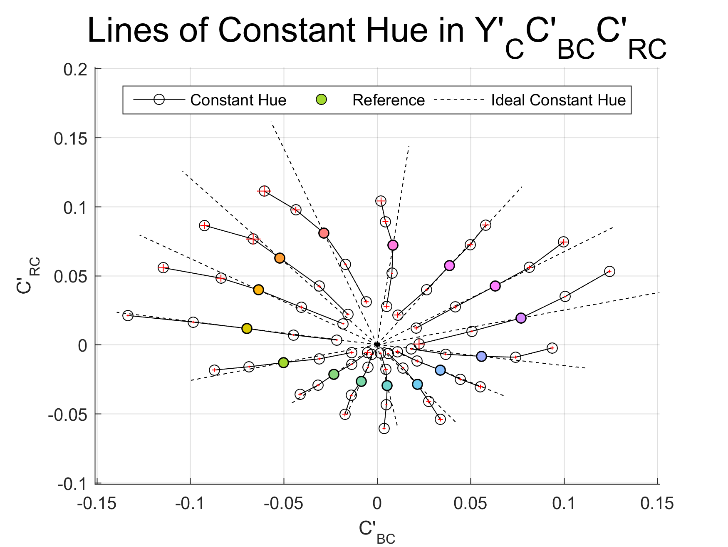 Lines of Constant Hue in Y'CC'BCC'RC
Constant Hue Reference Ideal Constant Hue
0.2
0.15
0.1
0.05
0
-0.05
-0.1
C'RC
-0.15 -0.1 -0.05 0 0.05 0.1 0.15
C'BC